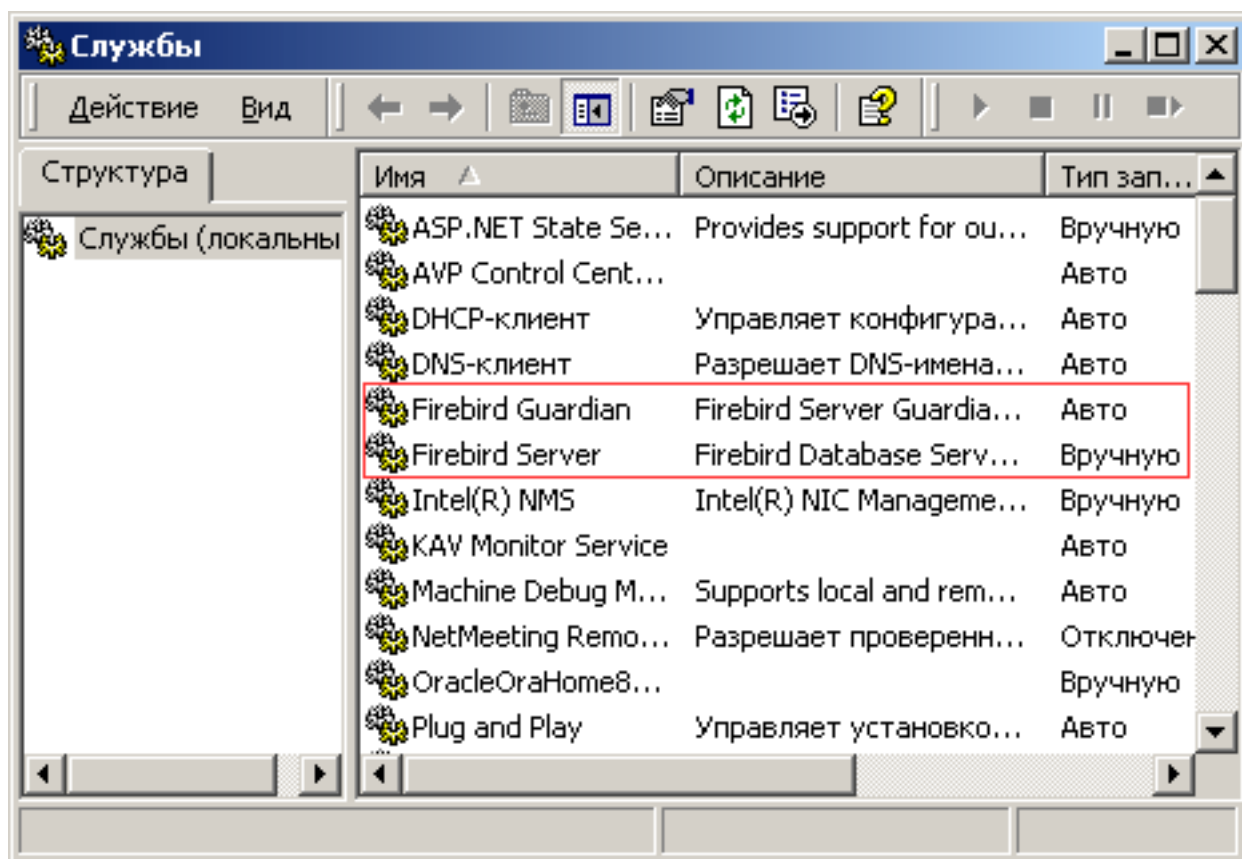 Службы
Действие Вид
Структура
Службы (локальны
Имя Описание Тип зап...
ASP.NET State Se... Provides support for ou... Вручную
AVP Control Cent... Авто
DHCP-клиент Управляет конфигура... Авто
DNS-клиент Разрешает DNS-имена... Авто
Firebird Guardian Firebird Server Guardia... Авто
Firebird Server Firebird Database Serv... Вручную
Intel(R) NMS Intel(R) NIC Manageme... Вручную
KAV Monitor Service Авто
Machine Debug M... Supports local and rem... Авто
NetMeeting Remo... Разрешает проверенн... Отключен
OracleOraHome8... Вручную
Plug and Play Управляет установко... Авто